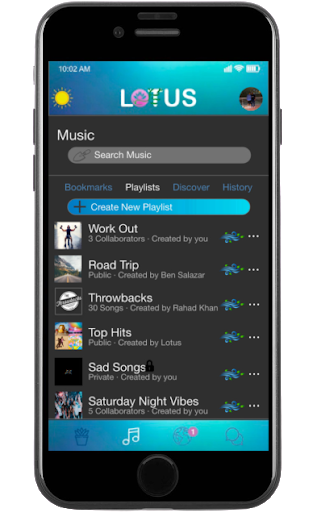 10:02 AM
LOTUS
Music
Search Music
Bookmarks Playlists Discover History
Create New Playlist
Work Out
3 Collaborators · Created by you
Road Trip
Public · Created by Ben Salazar
Throwbacks
30 Songs · Created by Rahad Khan
Top Hits
Public · Created by Lotus
Sad Songs
Private · Created by you
Saturday Night Vibes
5 Collaborators · Created by you
1